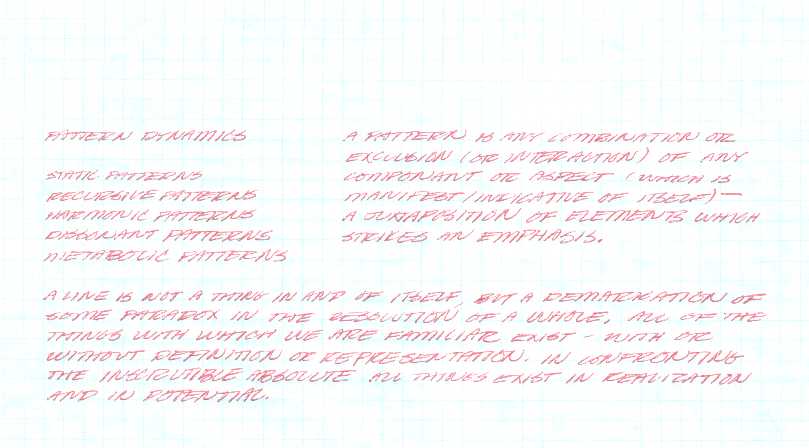 PATTERN DYNAMICS
STATIC PATTERNS
RECURSIVE PATTERNS
HARMONIC PATTERNS
DISSONANT PATTERNS
METABOLIC PATTERNS
A PATTERN IS ANY COMBINATION OR
EXCLUSION (OR INTERACTION) OF ANY
COMPONANT OR ASPECT (WHICH IS
MANIFEST/INDICATIVE OF ITSELF)—
A JUXTAPOSITION OF ELEMENTS WHICH
STRIKES AN EMPHASIS.
A LINE IS NOT A THING IN AND OF ITSELF, BUT A DEMARKATION OF
SOME PARADOX IN THE RESOLUTION OF A WHOLE. ALL OF THE
THINGS WITH WHICH WE ARE FAMILIAR EXIST - WITH OR
WITHOUT DEFINITION OR REPRESENTATION. IN CONFRONTING
THE INSCRUTIBLE ABSOLUTE ALL THINGS EXIST IN REALIZATION
AND IN POTENTIAL.